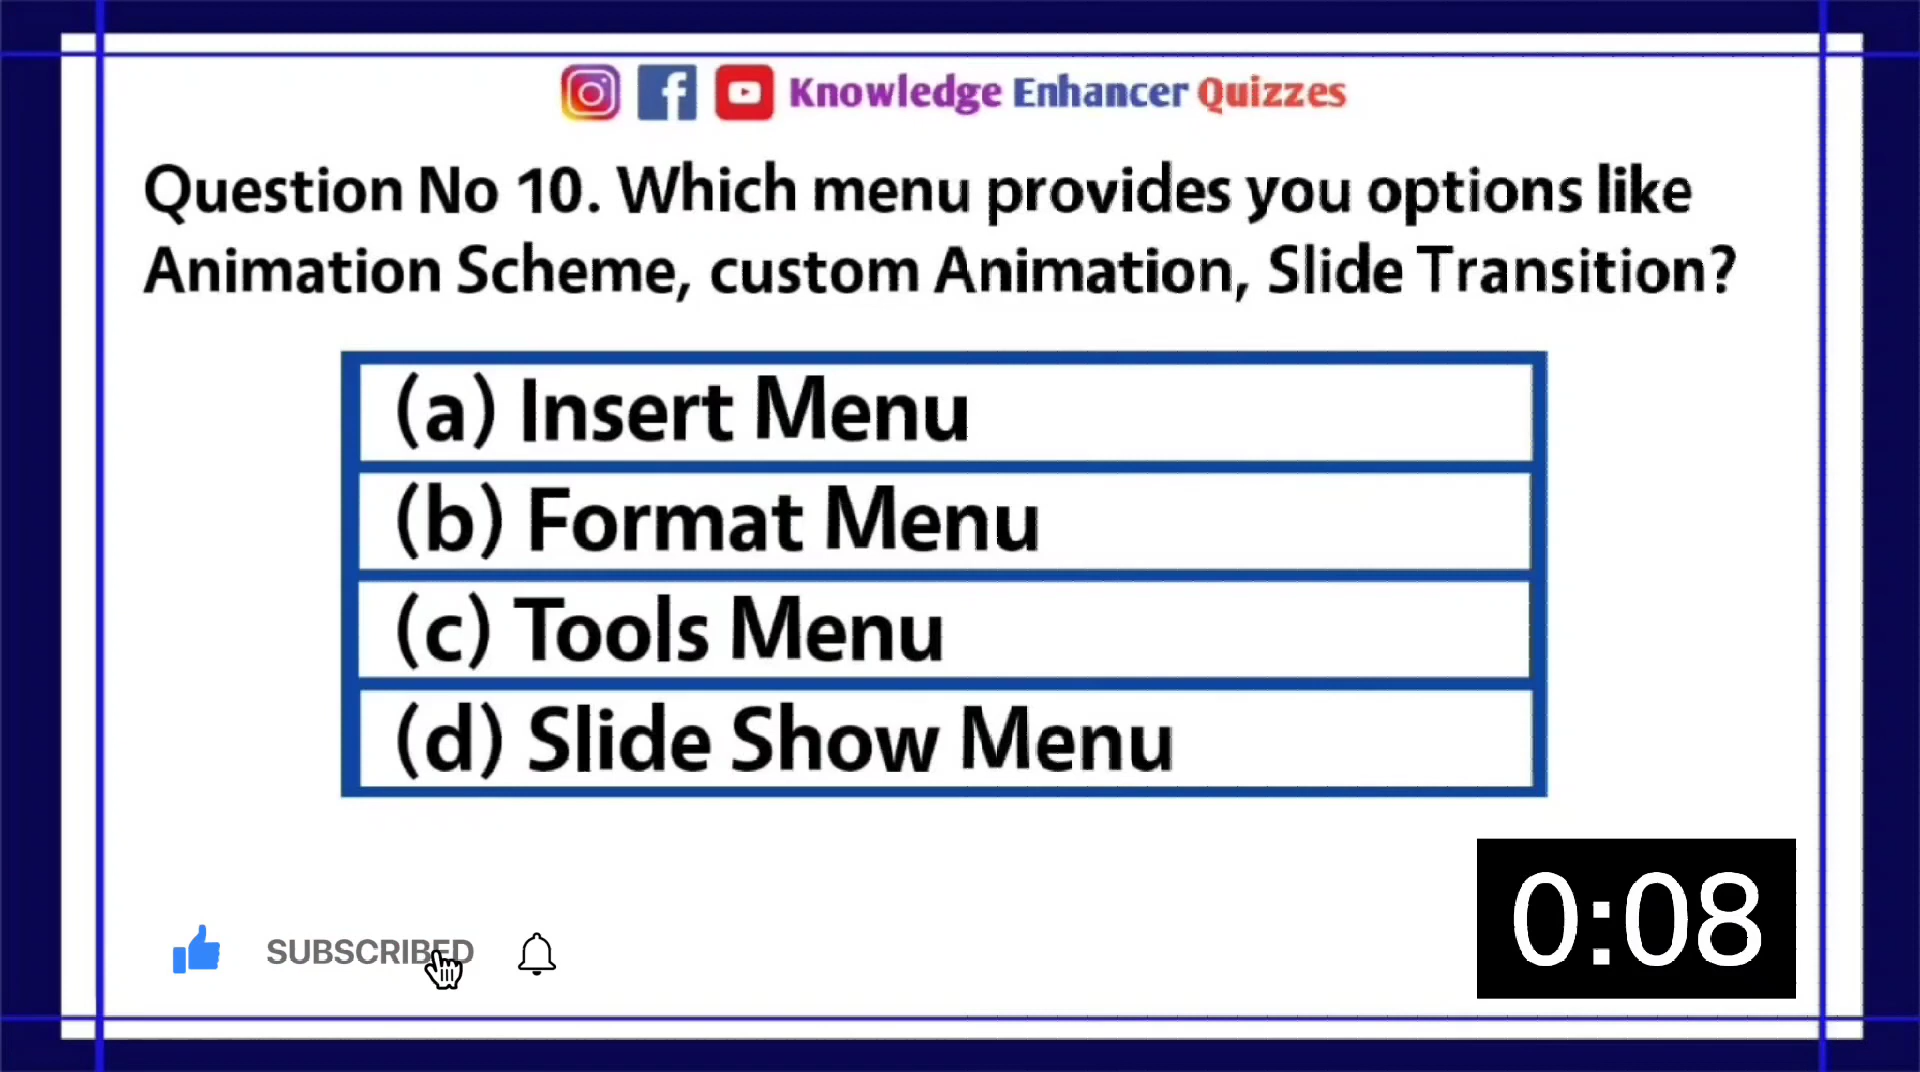 Knowledge Enhancer Quizzes
Question No 10. Which menu provides you options like
Animation Scheme, custom Animation, Slide Transition?
(a) Insert Menu
(b) Format Menu
(c) Tools Menu
(d) Slide Show Menu
SUBSCRIBED
0:08